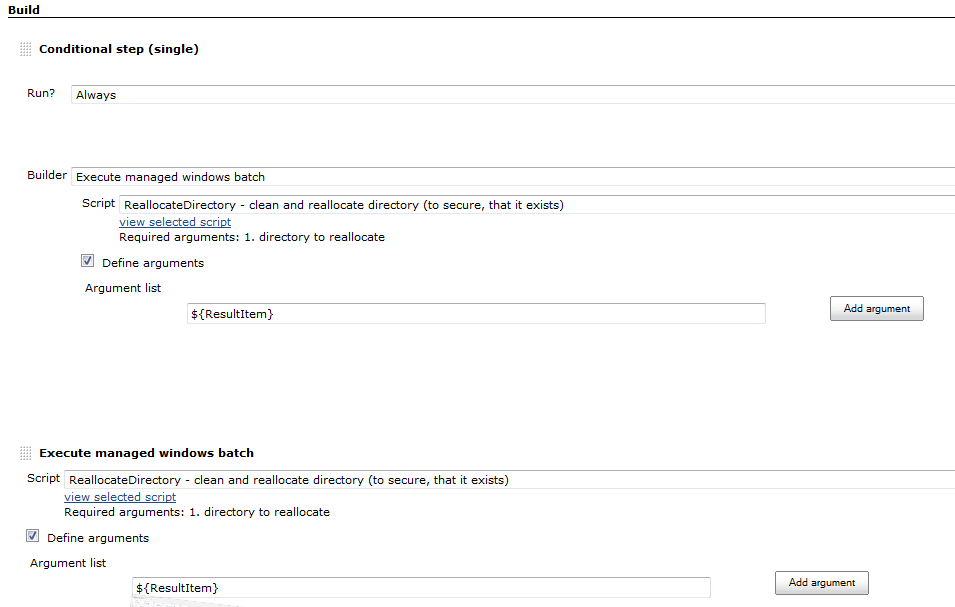 Build
Conditional step (single)
Run? Always
Builder Execute managed windows batch
Script ReallocateDirectory - clean and reallocate directory (to secure, that it exists)
view selected script
Required arguments: 1. directory to reallocate
Define arguments
Argument list
${ResultItem} Add argument
Execute managed windows batch
Script ReallocateDirectory - clean and reallocate directory (to secure, that it exists)
view selected script
Required arguments: 1. directory to reallocate
Define arguments
Argument list
${ResultItem} Add argument